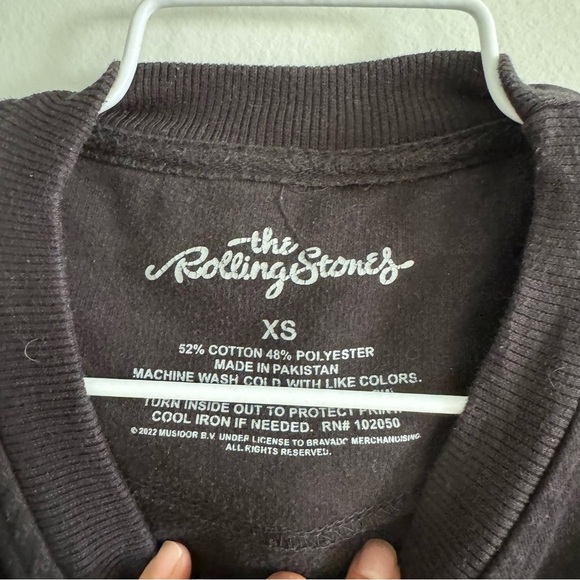 the
Rolling Stones
XS
52% COTTON 48% POLYESTER
MADE IN PAKISTAN
MACHINE WASH COLD WITH LIKE COLORS.
TURN INSIDE OUT TO PROTECT PRINT
COOL IRON IF NEEDED. RN# 102050
© 2022 MUSIDOR B.V. UNDER LICENSE TO BRAVADO MERCHANDISING.
ALL RIGHTS RESERVED.